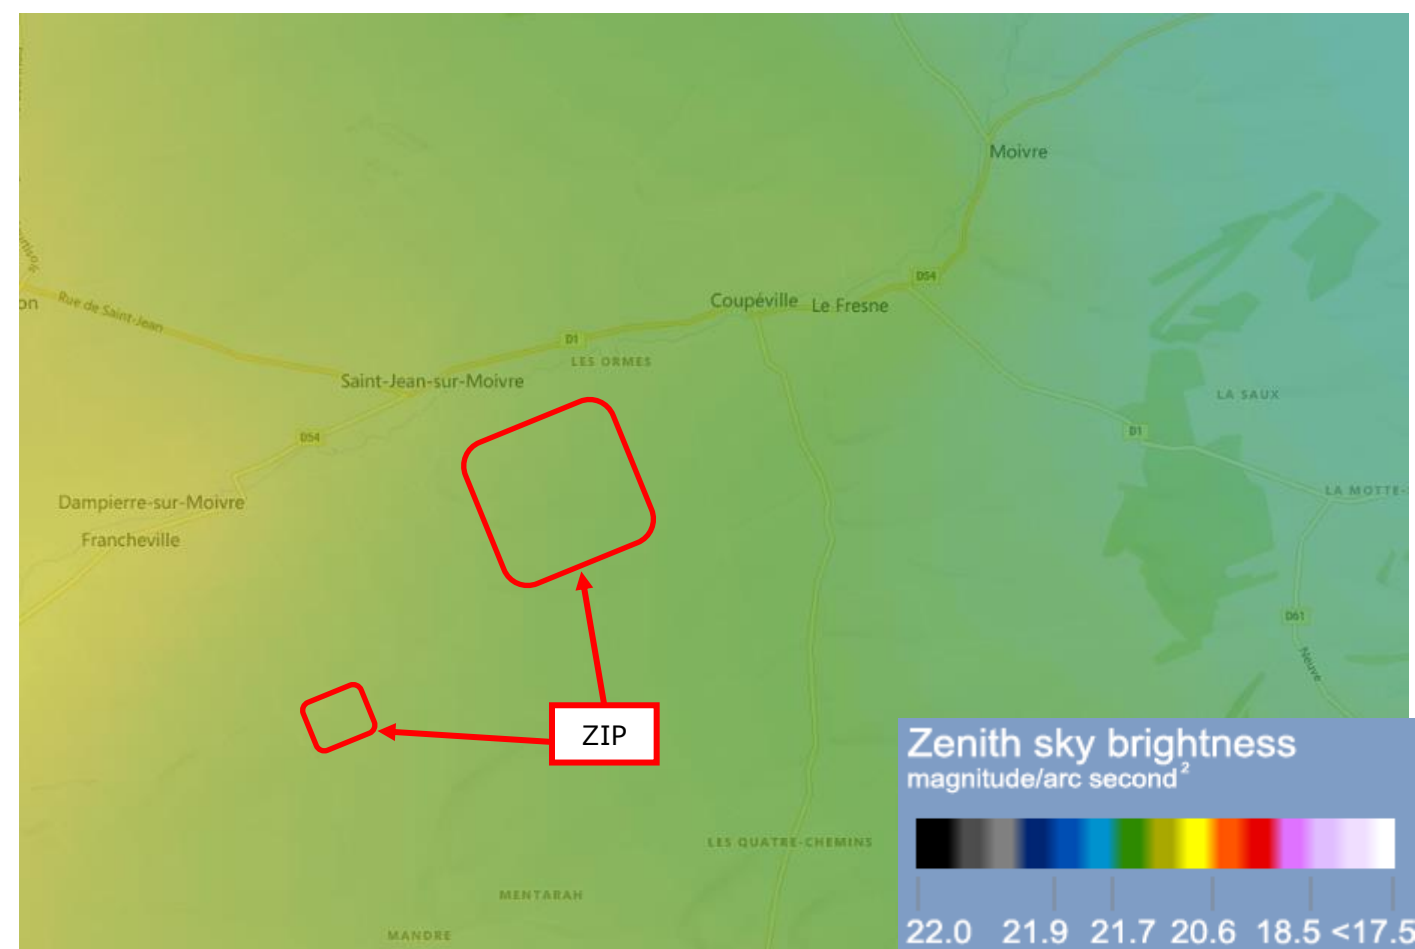 Moivre
D54
on
Rue de Saint-Jean
Coupéville
Le Fresne
D1
LES ORMES
Saint-Jean-sur-Moivre
LA SAUX
D54
D1
Dampierre-sur-Moivre
LA MOTTE-
Francheville
D61
Neuve
ZIP
Zenith sky brightness
magnitude/arc second²
LES QUATRE-CHEMINS
MENTARAH
MANDRE
22.0 21.9 21.7 20.6 18.5 <17.5